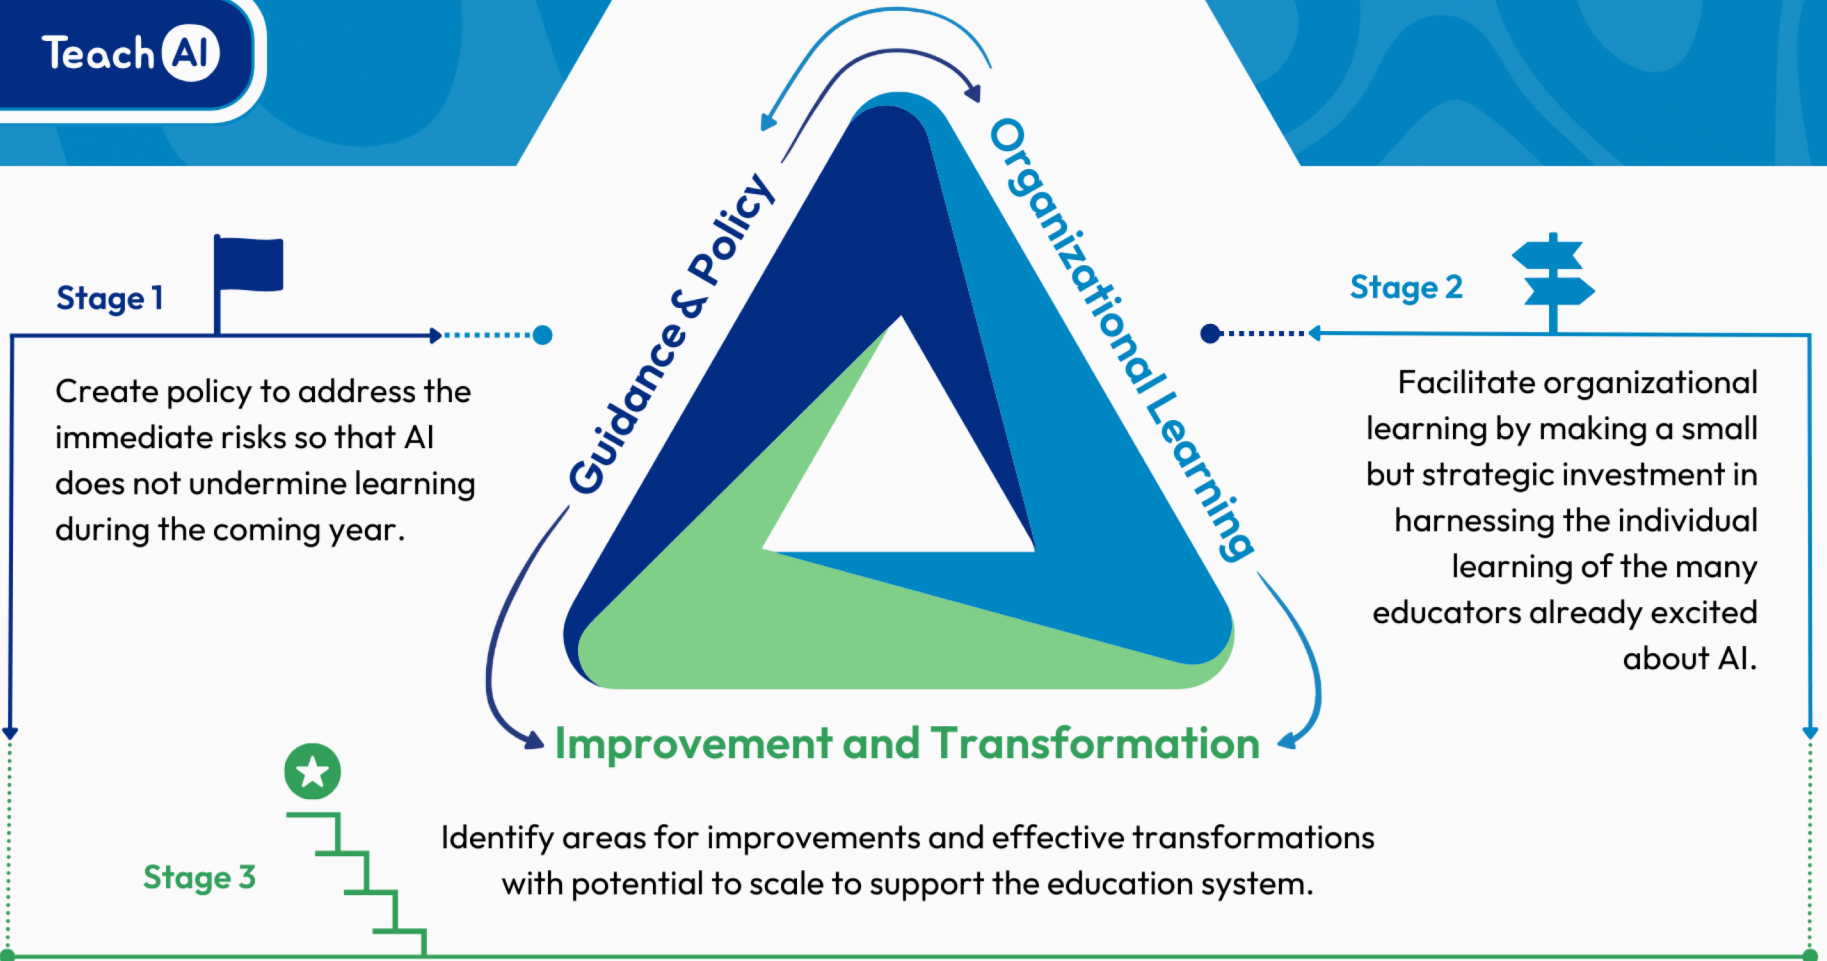 Teach AI
Guidance & Policy
Organizational Learning
Stage 1
Create policy to address the
immediate risks so that AI
does not undermine learning
during the coming year.
Stage 2
Facilitate organizational
learning by making a small
but strategic investment in
harnessing the individual
learning of the many
educators already excited
about AI.
Improvement and Transformation
Stage 3
Identify areas for improvements and effective transformations
with potential to scale to support the education system.